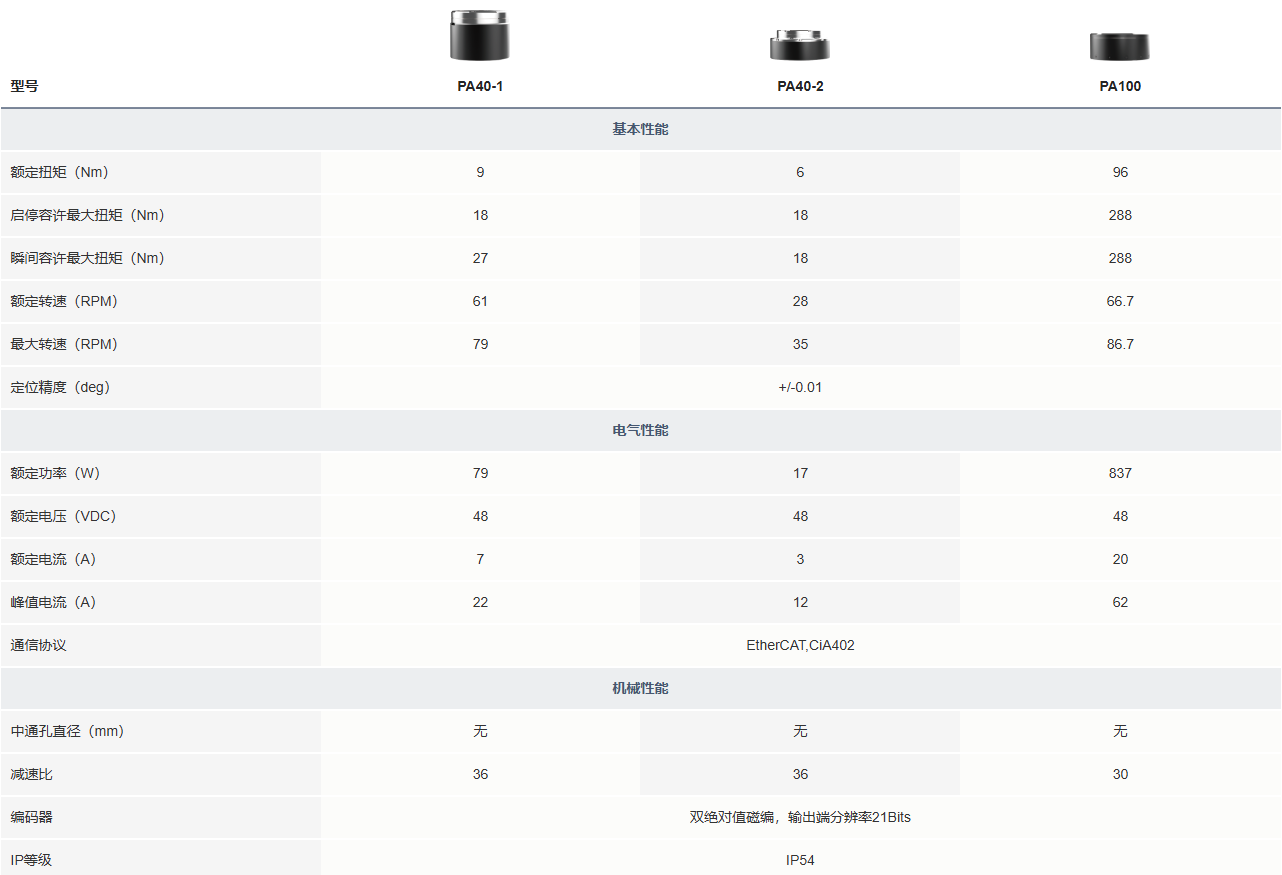 型号 PA40-1 PA40-2 PA100
基本性能
额定扭矩（Nm） 9 6 96
启停容许最大扭矩（Nm） 18 18 288
瞬间容许最大扭矩（Nm） 27 18 288
额定转速（RPM） 61 28 66.7
最大转速（RPM） 79 35 86.7
定位精度（deg） +/-0.01
电气性能
额定功率（W） 79 17 837
额定电压（VDC） 48 48 48
额定电流（A） 7 3 20
峰值电流（A） 22 12 62
通信协议 EtherCAT,CiA402
机械性能
中通孔直径（mm） 无 无 无
减速比 36 36 30
编码器 双绝对值磁编，输出端分辨率21Bits
IP等级 IP54